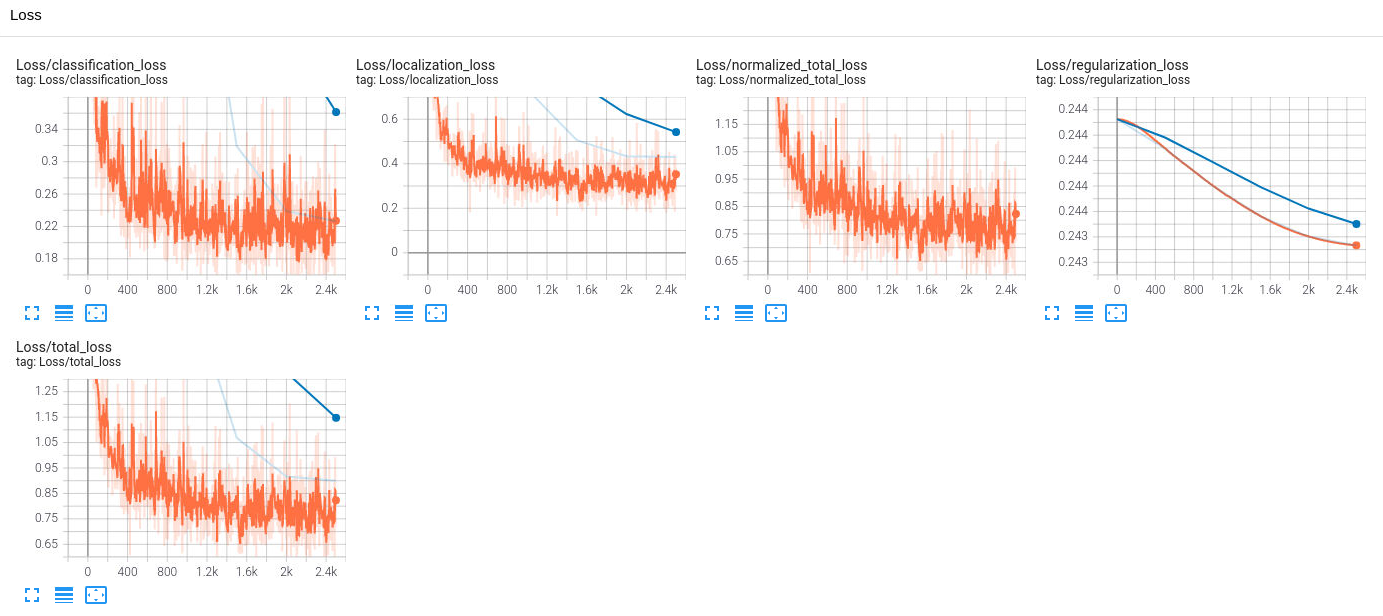 Loss
Loss/classification_loss
tag: Loss/classification_loss
0.34
0.3
0.26
0.22
0.18
0 400 800 1.2k 1.6k 2k 2.4k
Loss/localization_loss
tag: Loss/localization_loss
0.6
0.4
0.2
0
0 400 800 1.2k 1.6k 2k 2.4k
Loss/normalized_total_loss
tag: Loss/normalized_total_loss
1.15
1.05
0.95
0.85
0.75
0.65
0 400 800 1.2k 1.6k 2k 2.4k
Loss/regularization_loss
tag: Loss/regularization_loss
0.244
0.244
0.244
0.244
0.244
0.243
0.243
0 400 800 1.2k 1.6k 2k 2.4k
Loss/total_loss
tag: Loss/total_loss
1.25
1.15
1.05
0.95
0.85
0.75
0.65
0 400 800 1.2k 1.6k 2k 2.4k